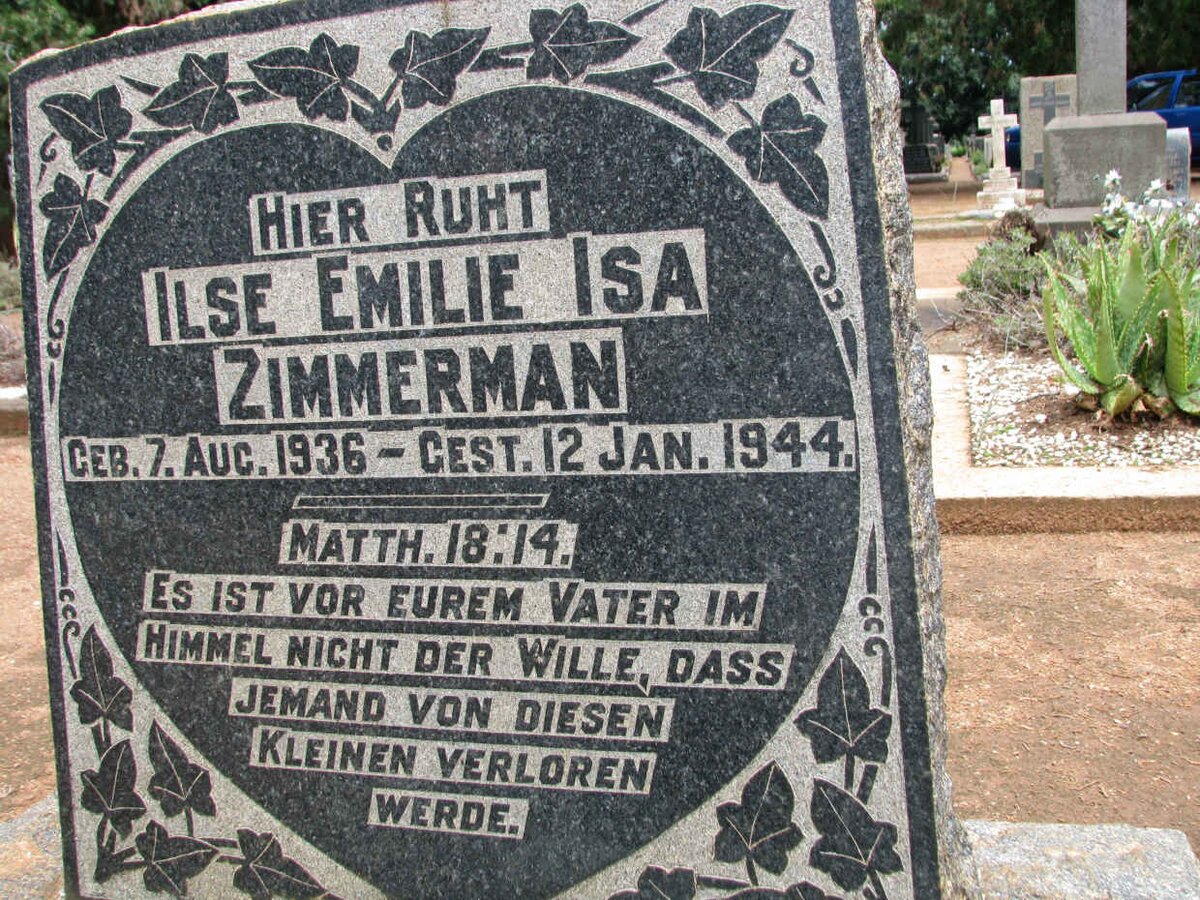 HIER RUHT
ILSE EMILIE ISA
ZIMMERMAN
GEB. 7. AUG. 1936 – GEST. 12 JAN. 1944.
MATTH. 18:14.
ES IST VOR EUREM VATER IM
HIMMEL NICHT DER WILLE, DASS
JEMAND VON DIESEN
KLEINEN VERLOREN
WERDE.